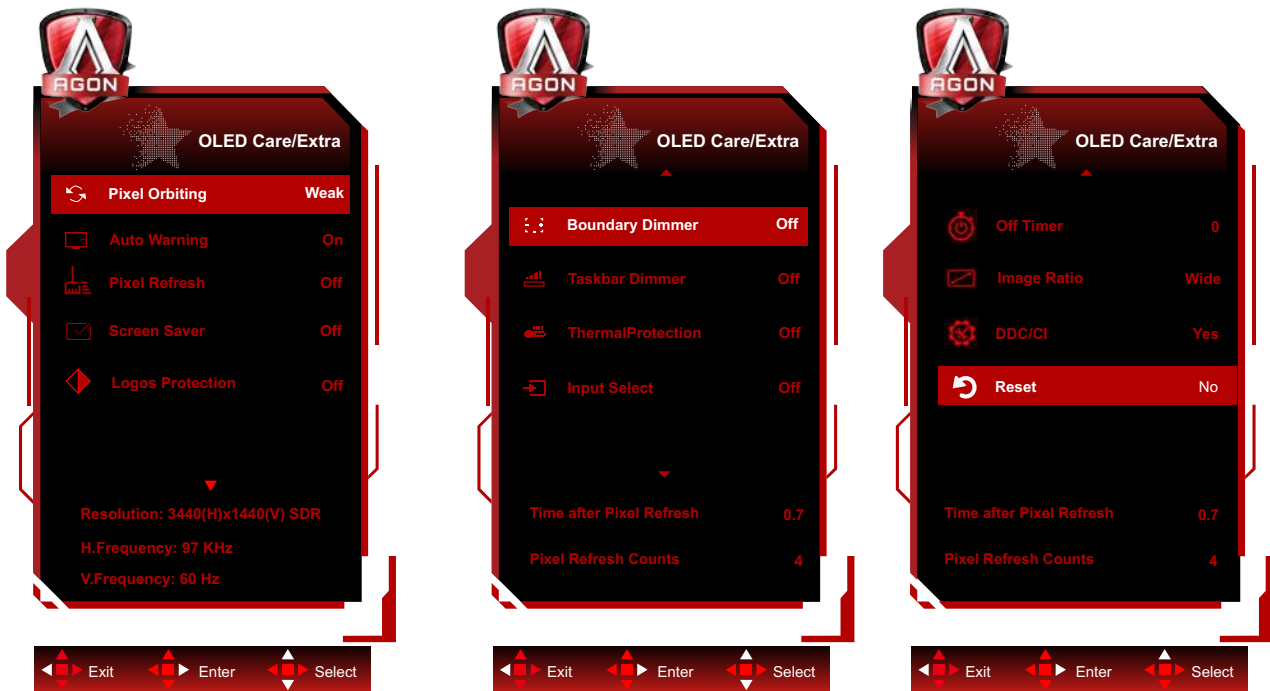 AGON
OLED Care/Extra
Pixel Orbiting Weak
Auto Warning On
Pixel Refresh Off
Screen Saver Off
Logos Protection Off
Resolution: 3440(H)x1440(V) SDR
H.Frequency: 97 KHz
V.Frequency: 60 Hz
Exit Enter Select
AGON
OLED Care/Extra
Boundary Dimmer Off
Taskbar Dimmer Off
ThermalProtection Off
Input Select Off
Time after Pixel Refresh 0.7
Pixel Refresh Counts 4
Exit Enter Select
AGON
OLED Care/Extra
Off Timer 0
Image Ratio Wide
DDC/CI Yes
Reset No
Time after Pixel Refresh 0.7
Pixel Refresh Counts 4
Exit Enter Select